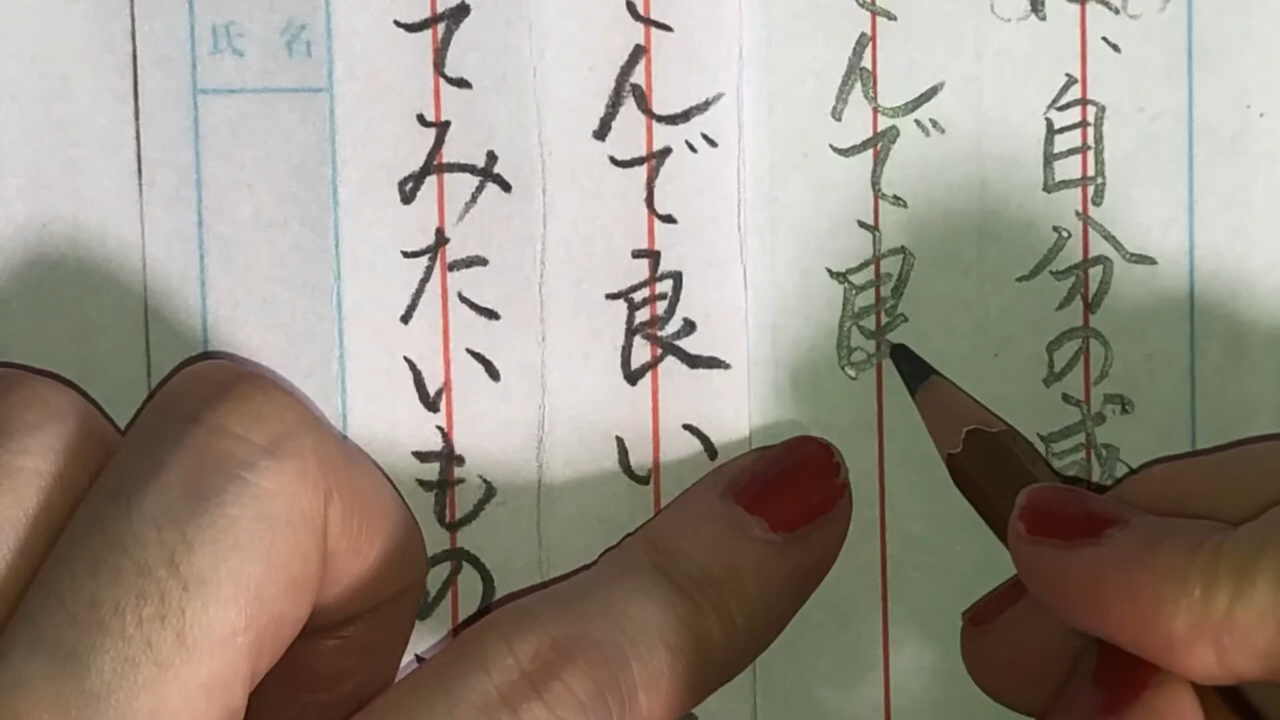 、自分の
んで良
んで良い
てみたいもの
氏名